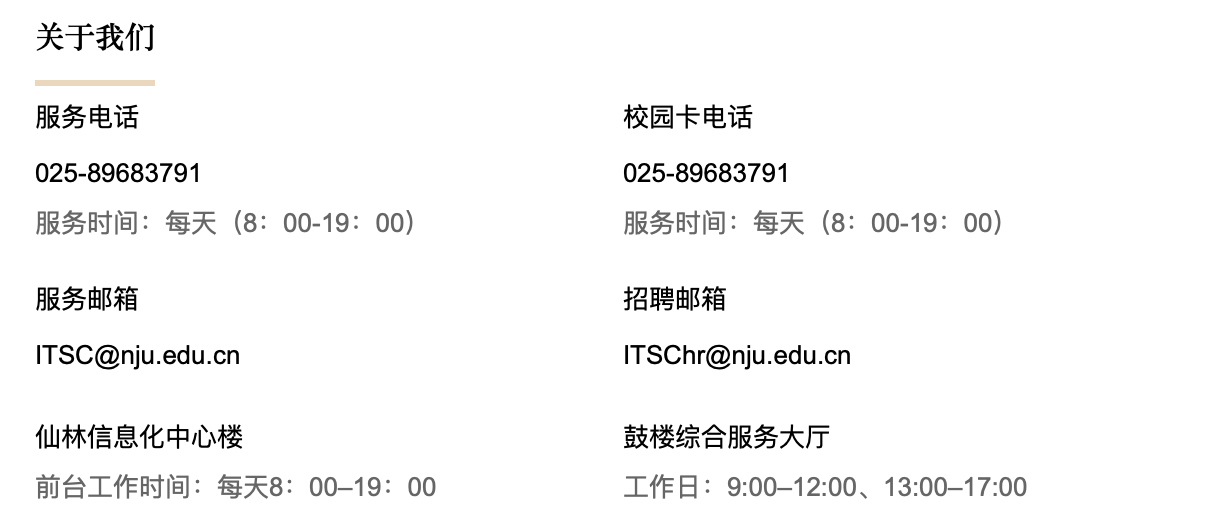 关于我们
服务电话
025-89683791
服务时间：每天（8：00-19：00）
校园卡电话
025-89683791
服务时间：每天（8：00-19：00）
服务邮箱
ITSC@nju.edu.cn
招聘邮箱
ITSChr@nju.edu.cn
仙林信息化中心楼
前台工作时间：每天8：00–19：00
鼓楼综合服务大厅
工作日：9:00–12:00、13:00–17:00